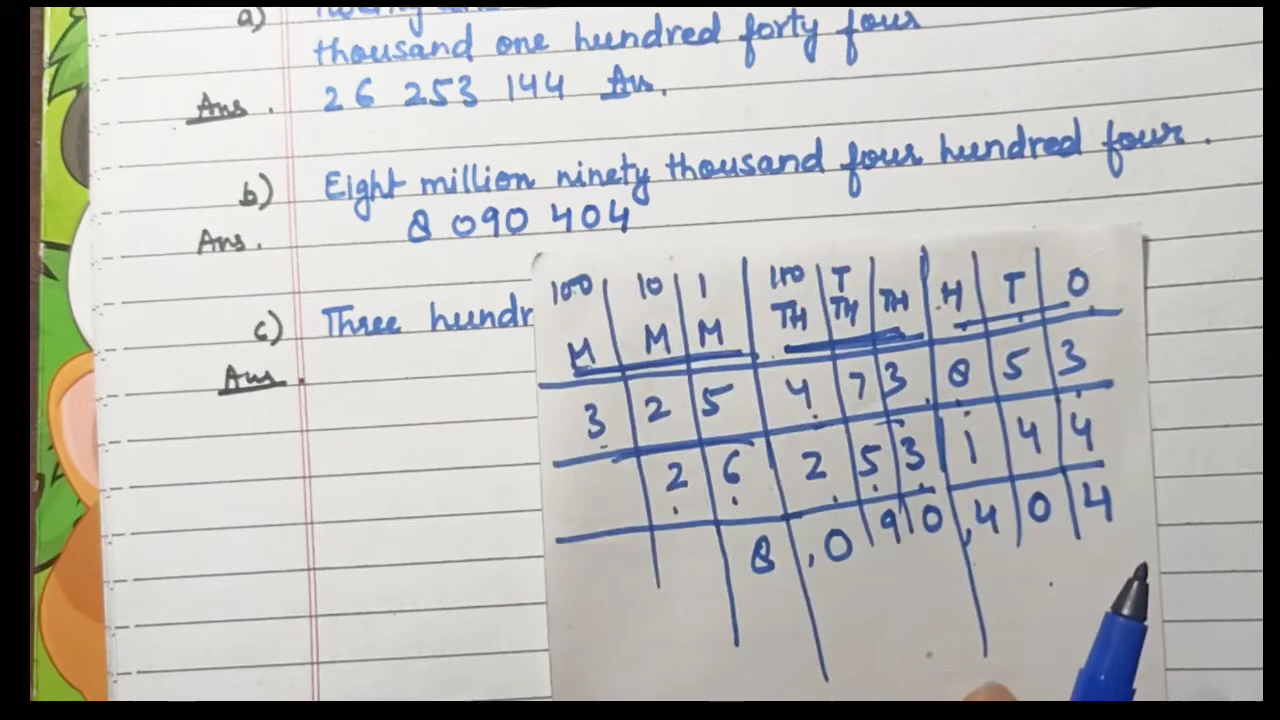 a)
thousand one hundred forty four
Ans. 26 253 144 Ans.
b) Eight million ninety thousand four hundred four.
Ans. 8 090 404
c) Three hundr
Ans.
100 M 10 M 1 M 100 TH T TH TH H T O
3 2 5 4 7 3 8 5 3
2 6 2 5 3 1 4 4
8 , 0 9 0 , 4 0 4